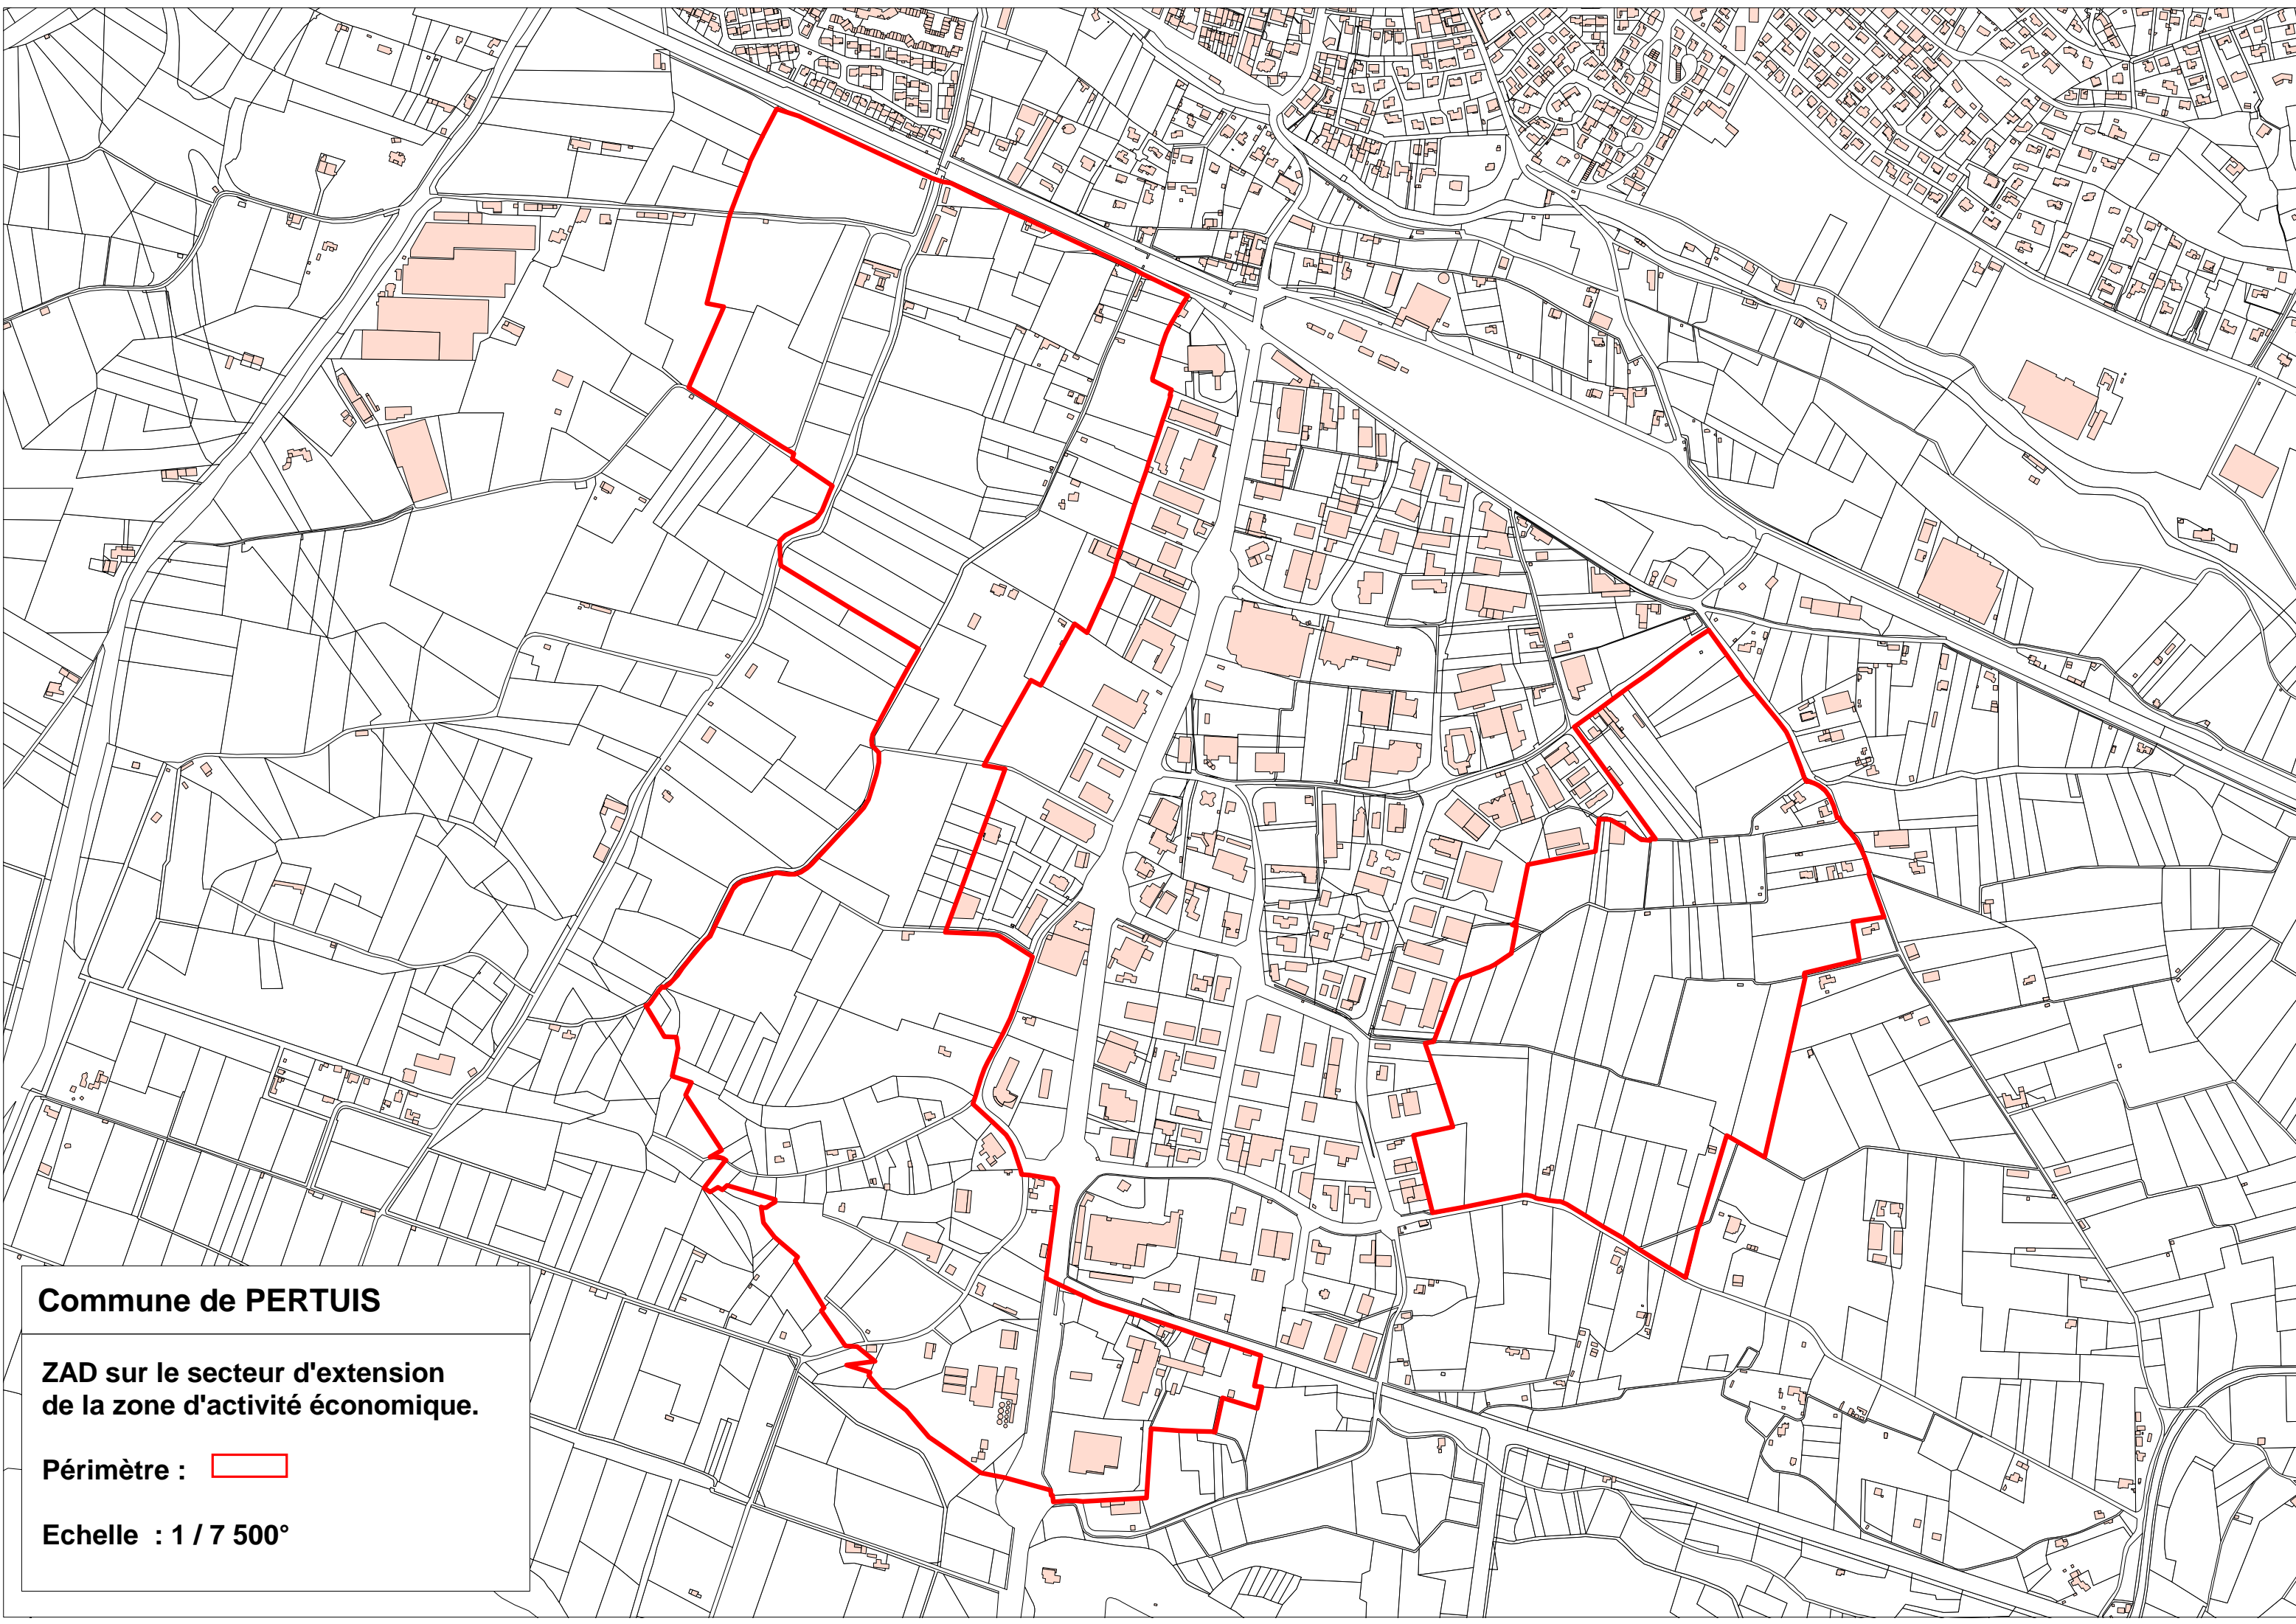 Commune de PERTUIS
ZAD sur le secteur d'extension
de la zone d'activité économique.
Périmètre :
Echelle : 1 / 7 500°